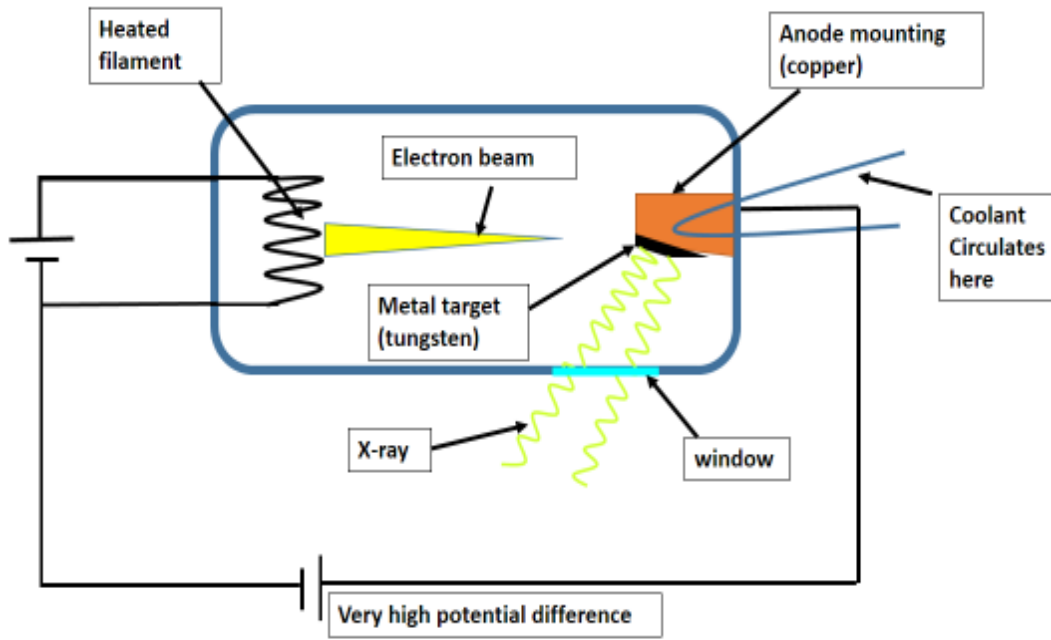 Heated
filament
Anode mounting
(copper)
Electron beam
Coolant
Circulates
here
Metal target
(tungsten)
X-ray
window
Very high potential difference